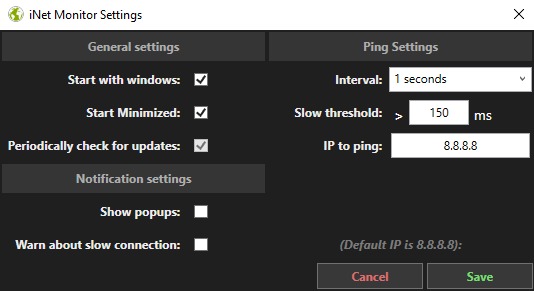 iNet Monitor Settings
General settings
Start with windows:
Start Minimized:
Periodically check for updates:
Notification settings
Show popups:
Warn about slow connection:
Ping Settings
Interval: 1 seconds
Slow threshold: > 150 ms
IP to ping: 8.8.8.8
(Default IP is 8.8.8.8):
Cancel Save